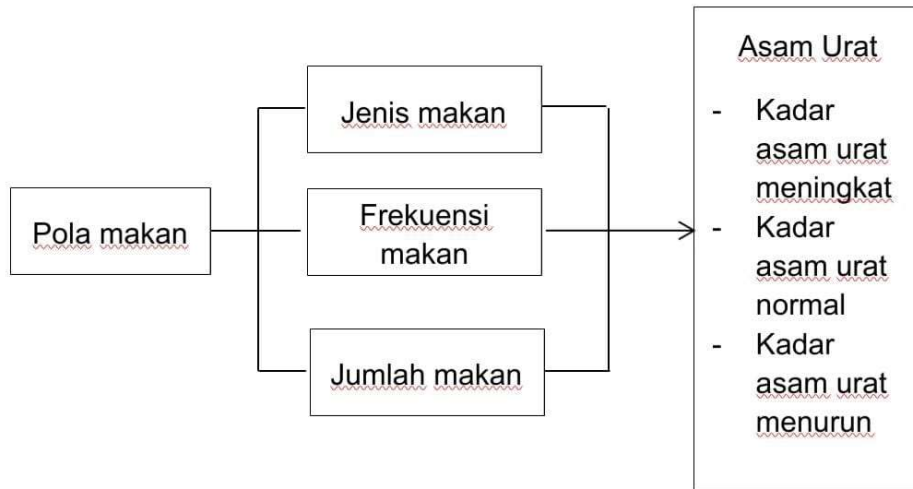 Pola makan
Jenis makan
Frekuensi
makan
Jumlah makan
Asam Urat
- Kadar
asam urat
meningkat
- Kadar
asam urat
normal
- Kadar
asam urat
menurun